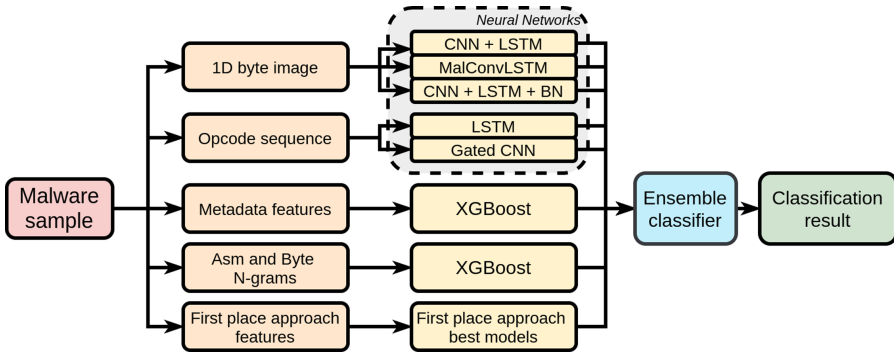 Neural Networks
CNN + LSTM
1D byte image
MalConvLSTM
CNN + LSTM + BN
Opcode sequence
LSTM
Gated CNN
Malware
sample
Metadata features
XGBoost
Ensemble
classifier
Classification
result
Asm and Byte
N-grams
XGBoost
First place approach
features
First place approach
best models